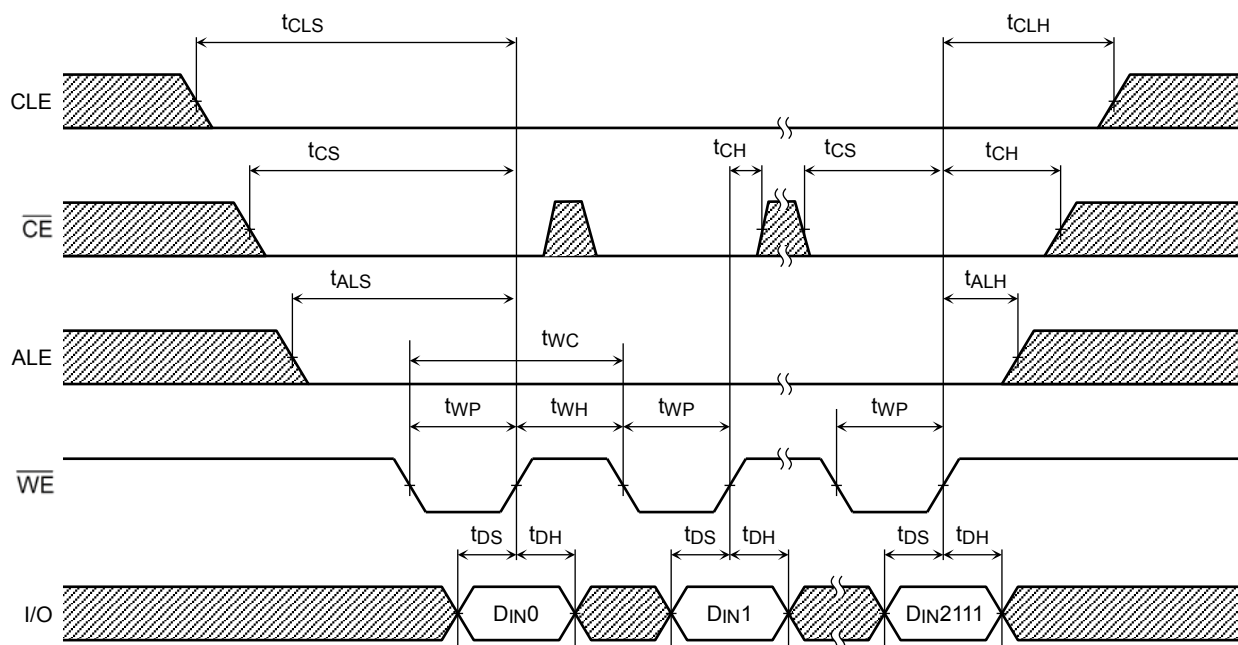 tCLS
tCLH
CLE
tCS
tCH
tCS
tCH
CE
tALS
tALH
ALE
tWC
tWP
tWH
tWP
tWP
WE
tDS
tDH
tDS
tDH
tDS
tDH
I/O
DIN0
DIN1
DIN2111